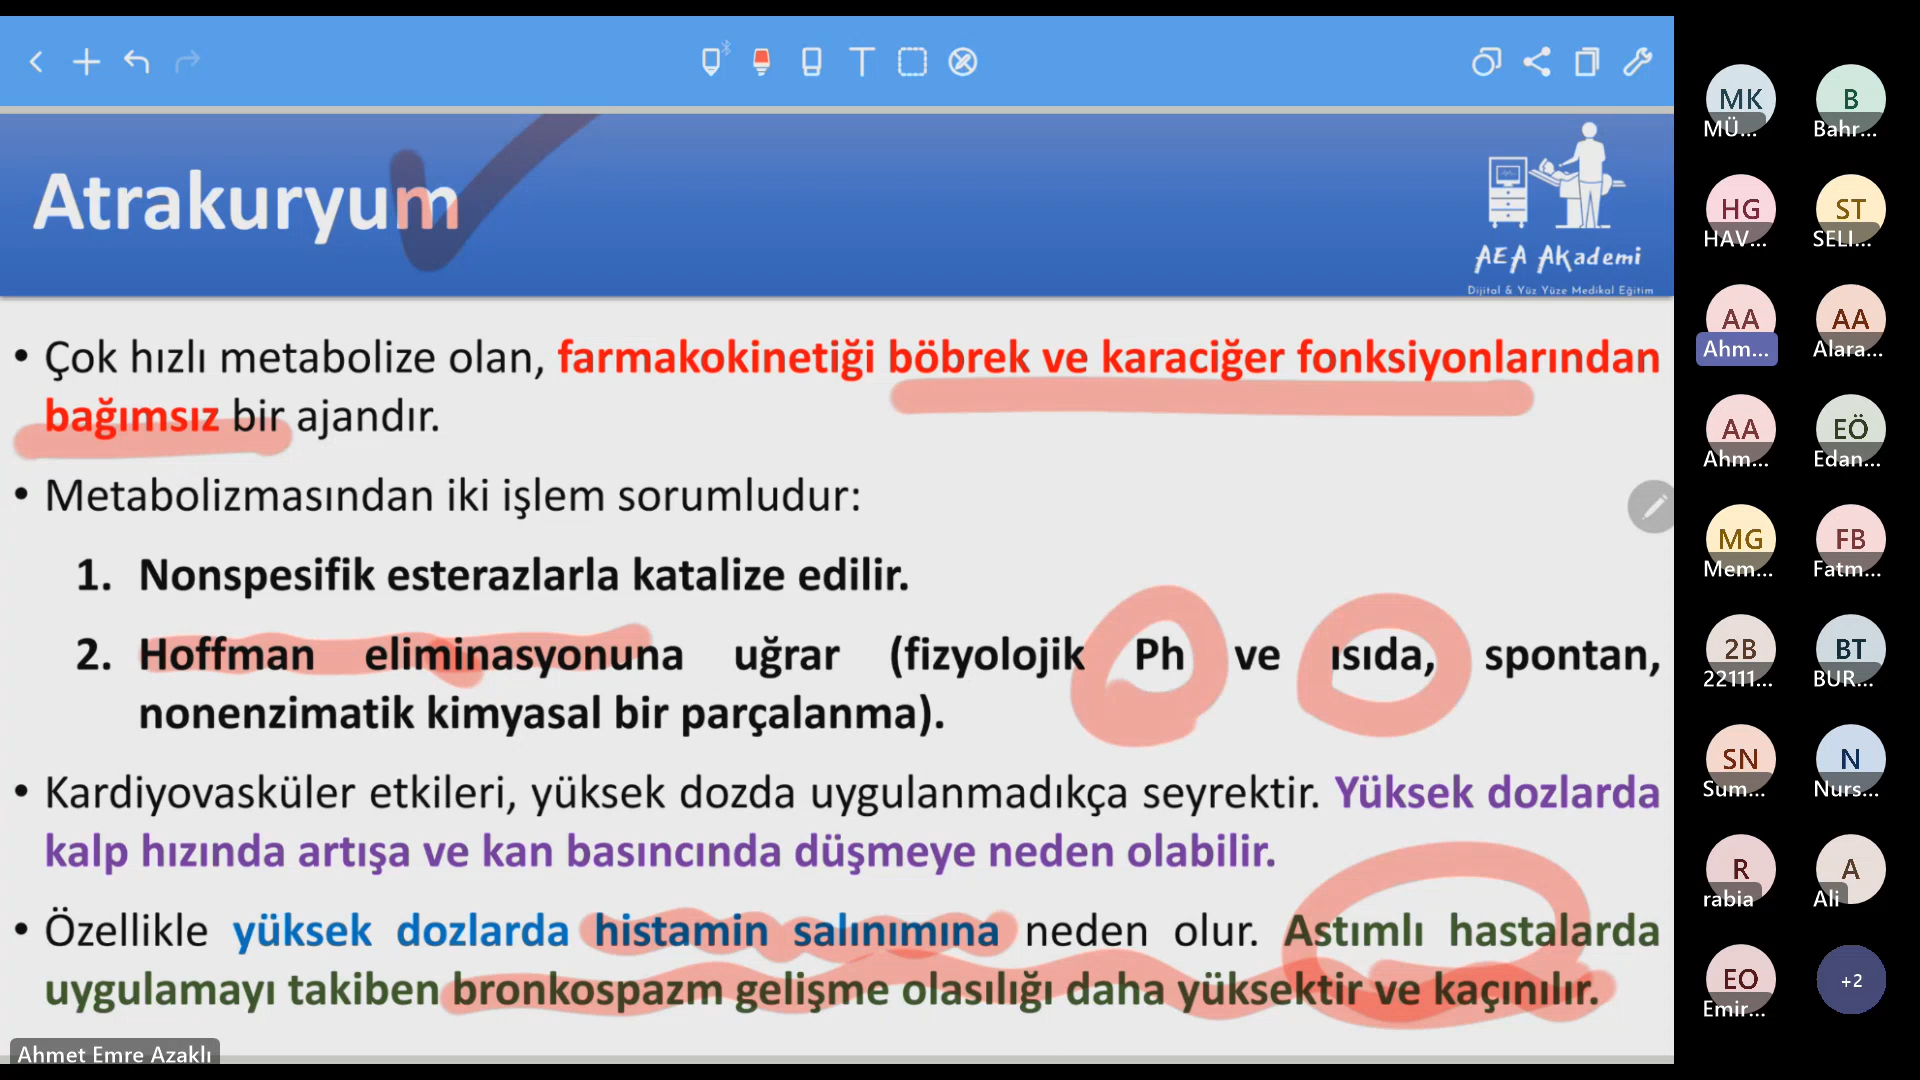 Atrakuryum
AEA Akademi
Dijital & Yüz Yüze Medikal Eğitim
• Çok hızlı metabolize olan, farmakokinetiği böbrek ve karaciğer fonksiyonlarından
bağımsız bir ajandır.
• Metabolizmasından iki işlem sorumludur:
1. Nonspesifik esterazlarla katalize edilir.
2. Hoffman eliminasyonuna uğrar (fizyolojik Ph ve ısıda, spontan,
nonenzimatik kimyasal bir parçalanma).
• Kardiyovasküler etkileri, yüksek dozda uygulanmadıkça seyrektir. Yüksek dozlarda
kalp hızında artışa ve kan basıncında düşmeye neden olabilir.
• Özellikle yüksek dozlarda histamin salınımına neden olur. Astımlı hastalarda
uygulamayı takiben bronkospazm gelişme olasılığı daha yüksektir ve kaçınılır.
Ahmet Emre Azaklı
MK B
MÜ... Bahr...
HG ST
HAV... SELI...
AA AA
Ahm... Alara...
AA EÖ
Ahm... Edan...
MG FB
Mem... Fatm...
2B BT
22111... BUR...
SN N
Sum... Nurs...
R A
rabia Ali
EO +2
Emir...